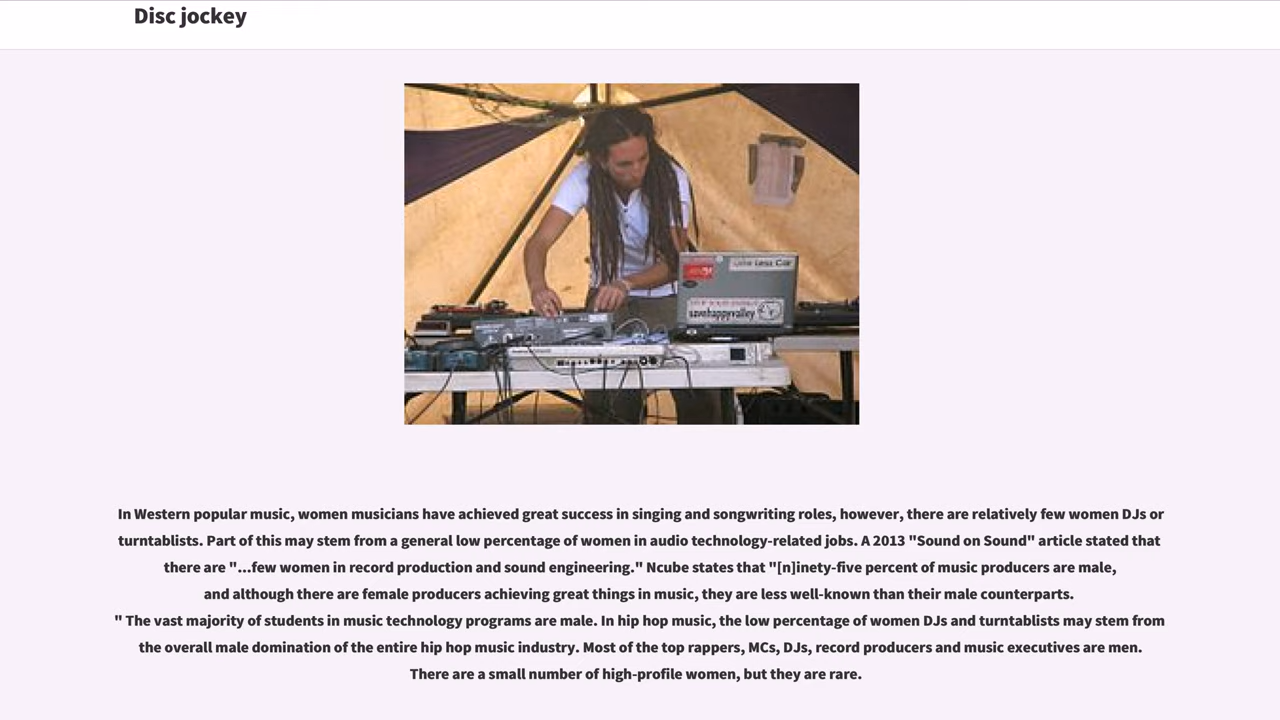 Disc jockey
one Less Car
savehappyvalley
In Western popular music, women musicians have achieved great success in singing and songwriting roles, however, there are relatively few women DJs or
turntablists. Part of this may stem from a general low percentage of women in audio technology-related jobs. A 2013 "Sound on Sound" article stated that
there are "...few women in record production and sound engineering." Ncube states that "[n]inety-five percent of music producers are male,
and although there are female producers achieving great things in music, they are less well-known than their male counterparts.
" The vast majority of students in music technology programs are male. In hip hop music, the low percentage of women DJs and turntablists may stem from
the overall male domination of the entire hip hop music industry. Most of the top rappers, MCs, DJs, record producers and music executives are men.
There are a small number of high-profile women, but they are rare.